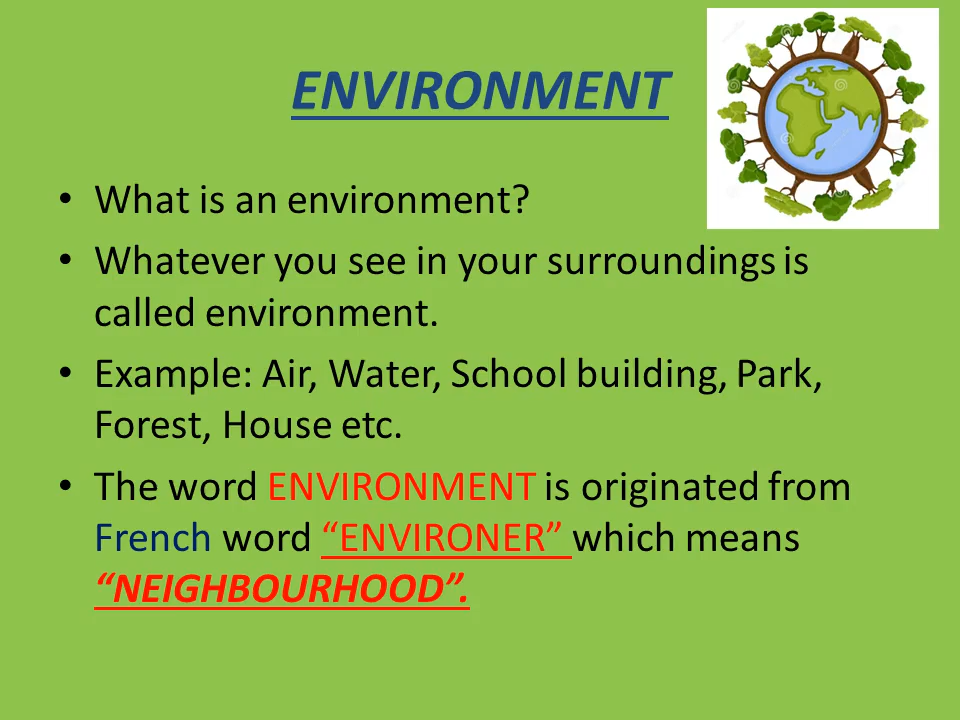 ENVIRONMENT
• What is an environment?
• Whatever you see in your surroundings is
called environment.
• Example: Air, Water, School building, Park,
Forest, House etc.
• The word ENVIRONMENT is originated from
French word “ENVIRONER” which means
“NEIGHBOURHOOD”.